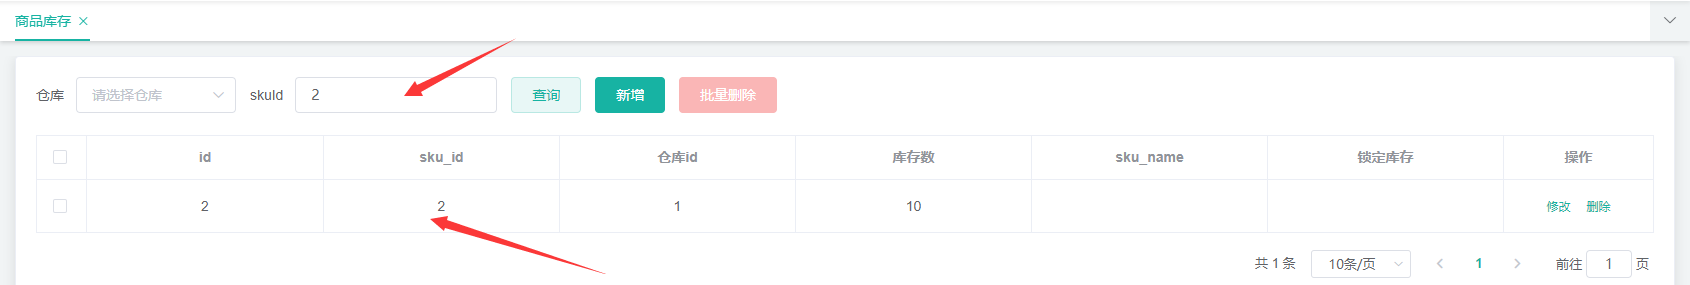 商品库存 ×
仓库 请选择仓库 skuId 2 查询 新增 批量删除
id sku_id 仓库id 库存数 sku_name 锁定库存 操作
2 2 1 10 修改 删除
共 1 条 10条/页 1 前往 1 页